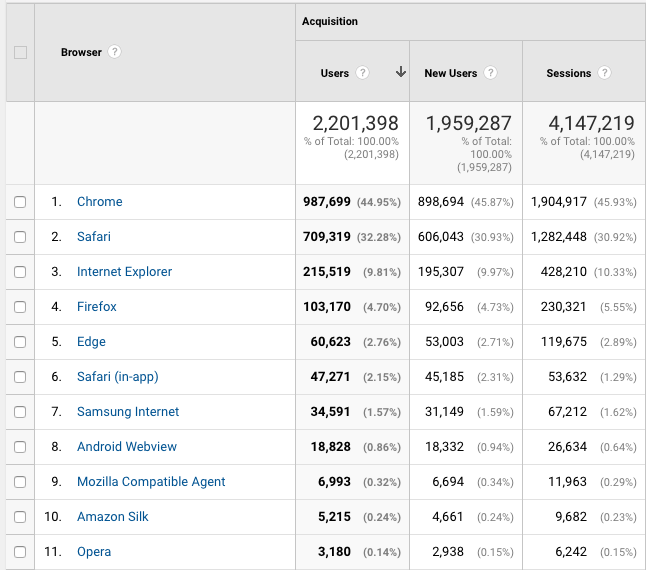 Acquisition
Browser ?
Users ? ↓ New Users ? Sessions ?
2,201,398 1,959,287 4,147,219
% of Total: 100.00% (2,201,398)
% of Total: 100.00% (1,959,287)
% of Total: 100.00% (4,147,219)
1. Chrome 987,699 (44.95%) 898,694 (45.87%) 1,904,917 (45.93%)
2. Safari 709,319 (32.28%) 606,043 (30.93%) 1,282,448 (30.92%)
3. Internet Explorer 215,519 (9.81%) 195,307 (9.97%) 428,210 (10.33%)
4. Firefox 103,170 (4.70%) 92,656 (4.73%) 230,321 (5.55%)
5. Edge 60,623 (2.76%) 53,003 (2.71%) 119,675 (2.89%)
6. Safari (in-app) 47,271 (2.15%) 45,185 (2.31%) 53,632 (1.29%)
7. Samsung Internet 34,591 (1.57%) 31,149 (1.59%) 67,212 (1.62%)
8. Android Webview 18,828 (0.86%) 18,332 (0.94%) 26,634 (0.64%)
9. Mozilla Compatible Agent 6,993 (0.32%) 6,694 (0.34%) 11,963 (0.29%)
10. Amazon Silk 5,215 (0.24%) 4,661 (0.24%) 9,682 (0.23%)
11. Opera 3,180 (0.14%) 2,938 (0.15%) 6,242 (0.15%)